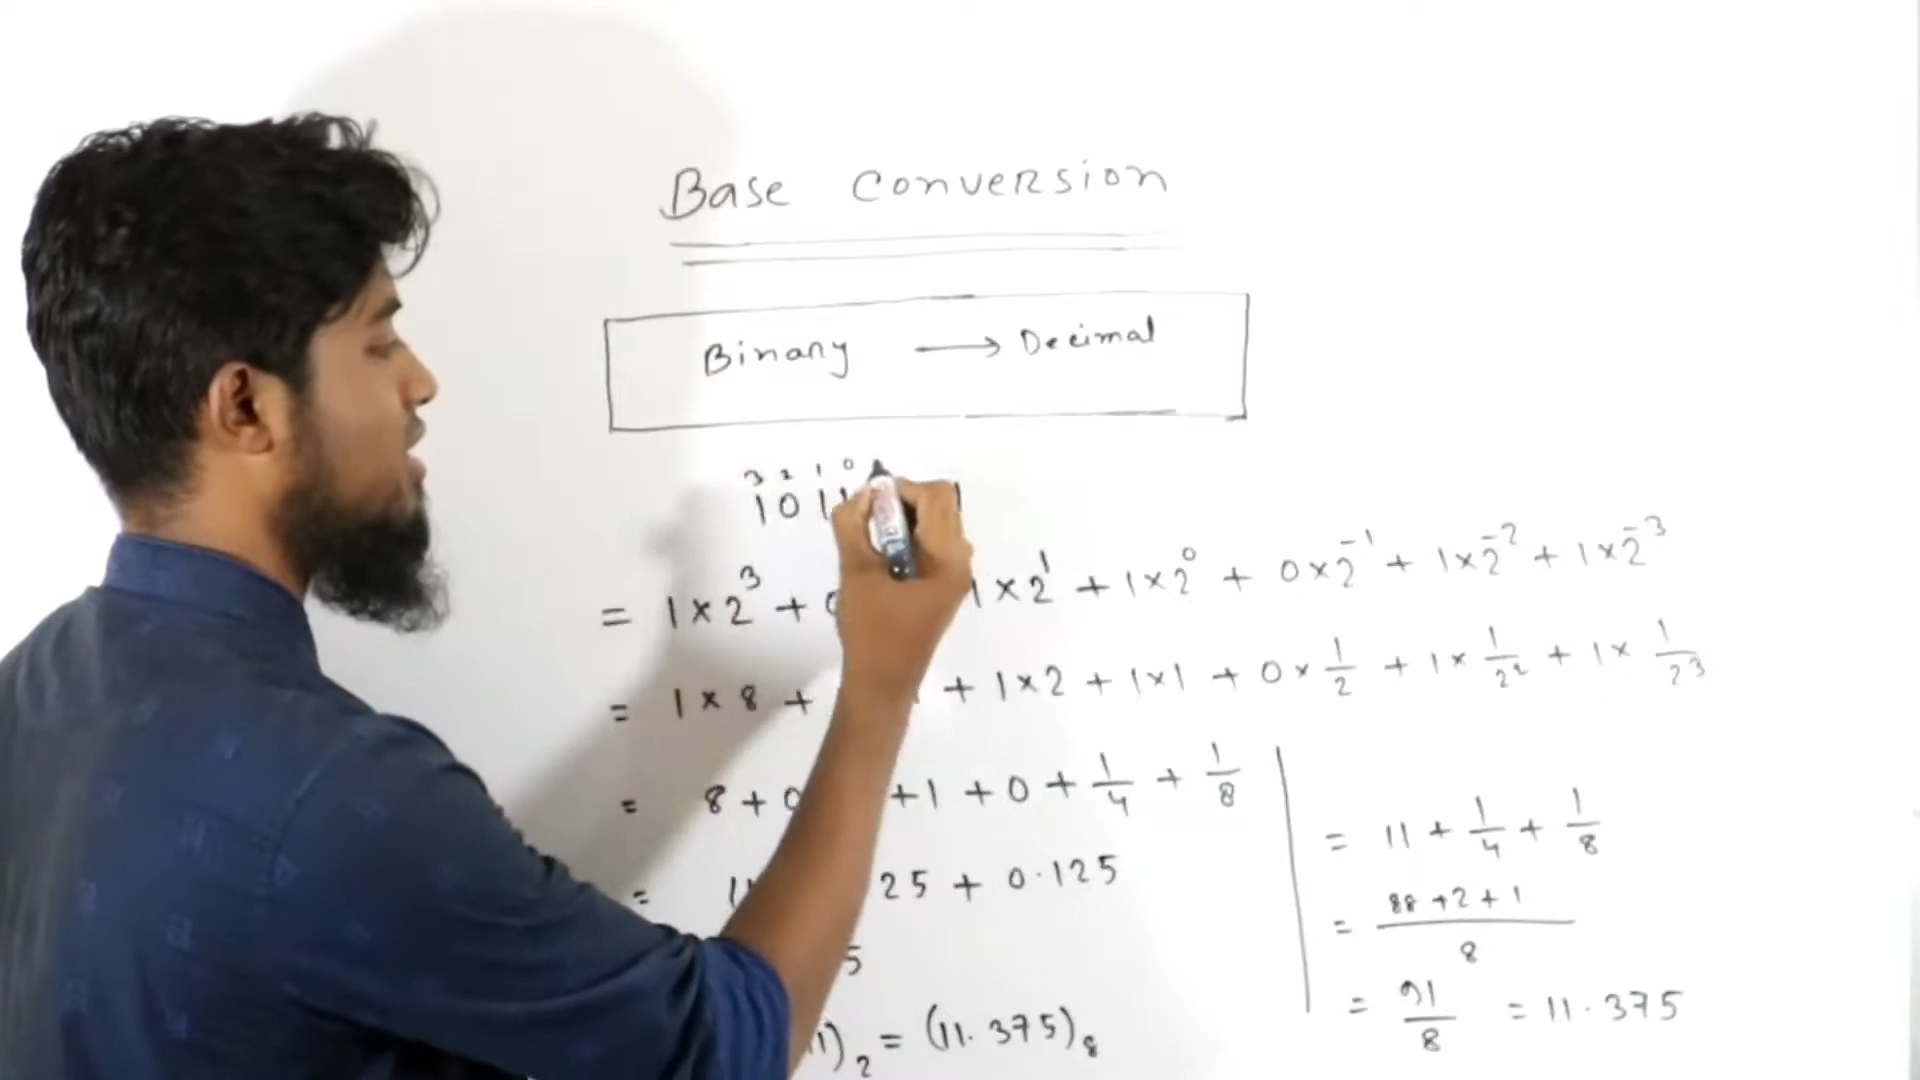 Base Conversion
Binary → Decimal
3 2 1 0
1 0 1 1 1
= 1 × 2³ + 0 1 × 2¹ + 1 × 2⁰ + 0 × 2⁻¹ + 1 × 2⁻² + 1 × 2⁻³
= 1 × 8 + + 1 × 2 + 1 × 1 + 0 × 1/2 + 1 × 1/2² + 1 × 1/2³
= 8 + 0 + 1 + 0 + 1/4 + 1/8
= 11 25 + 0.125
5
1)₂ = (11.375)₈
= 11 + 1/4 + 1/8
= 88 + 2 + 1 / 8
= 91/8 = 11.375